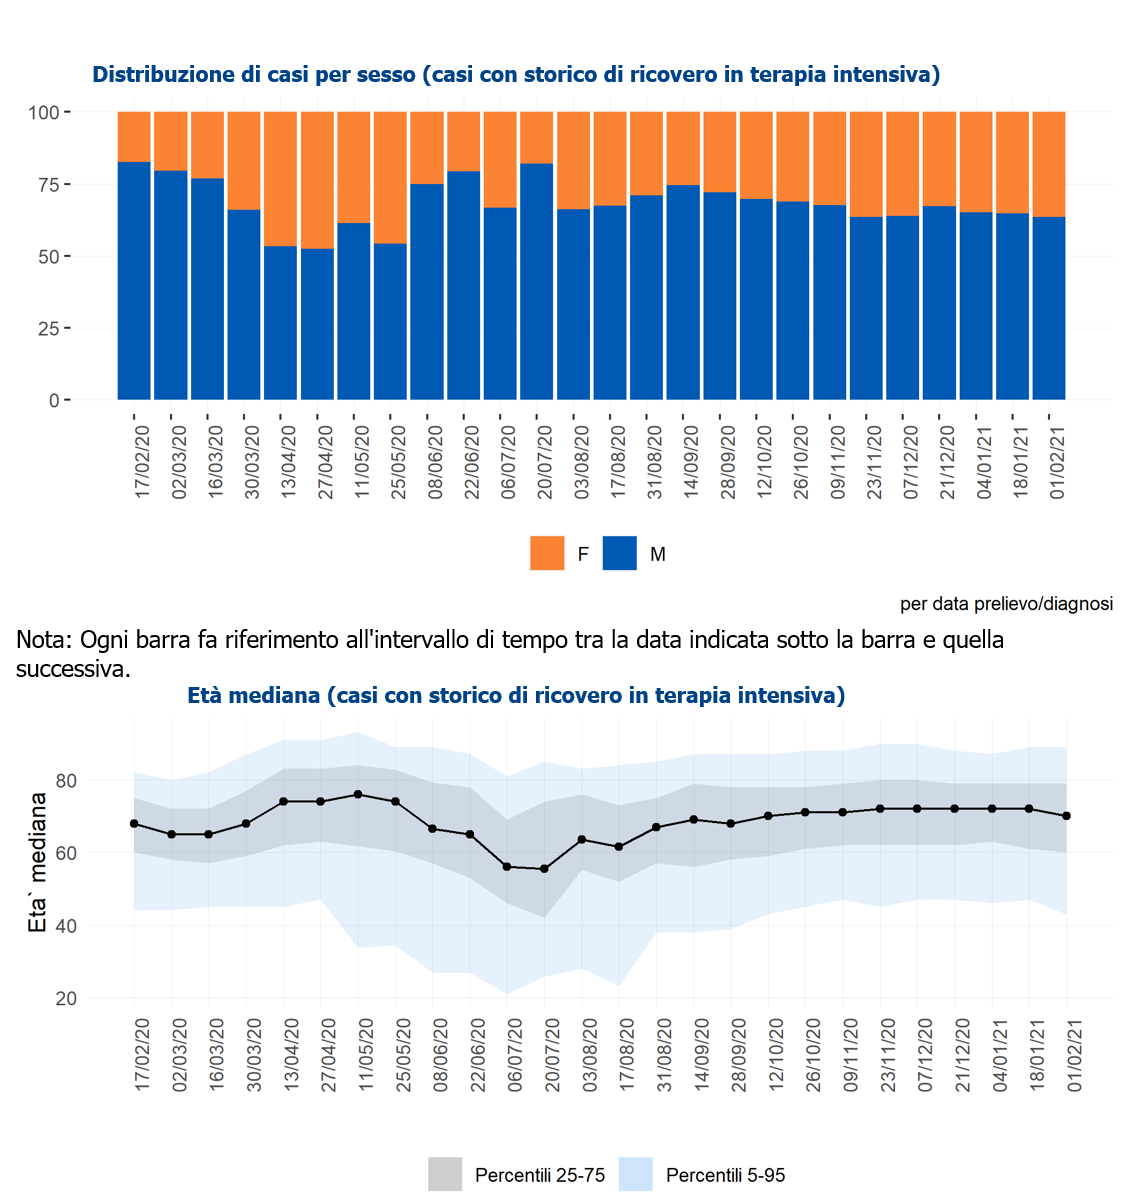 Distribuzione di casi per sesso (casi con storico di ricovero in terapia intensiva)
100
75
50
25
0
17/02/20 02/03/20 16/03/20 30/03/20 13/04/20 27/04/20 11/05/20 25/05/20 08/06/20 22/06/20 06/07/20 20/07/20 03/08/20 17/08/20 31/08/20 14/09/20 28/09/20 12/10/20 26/10/20 09/11/20 23/11/20 07/12/20 21/12/20 04/01/21 18/01/21 01/02/21
F M
per data prelievo/diagnosi
Nota: Ogni barra fa riferimento all'intervallo di tempo tra la data indicata sotto la barra e quella
successiva.
Età mediana (casi con storico di ricovero in terapia intensiva)
Eta` mediana
80
60
40
20
17/02/20 02/03/20 16/03/20 30/03/20 13/04/20 27/04/20 11/05/20 25/05/20 08/06/20 22/06/20 06/07/20 20/07/20 03/08/20 17/08/20 31/08/20 14/09/20 28/09/20 12/10/20 26/10/20 09/11/20 23/11/20 07/12/20 21/12/20 04/01/21 18/01/21 01/02/21
Percentili 25-75 Percentili 5-95